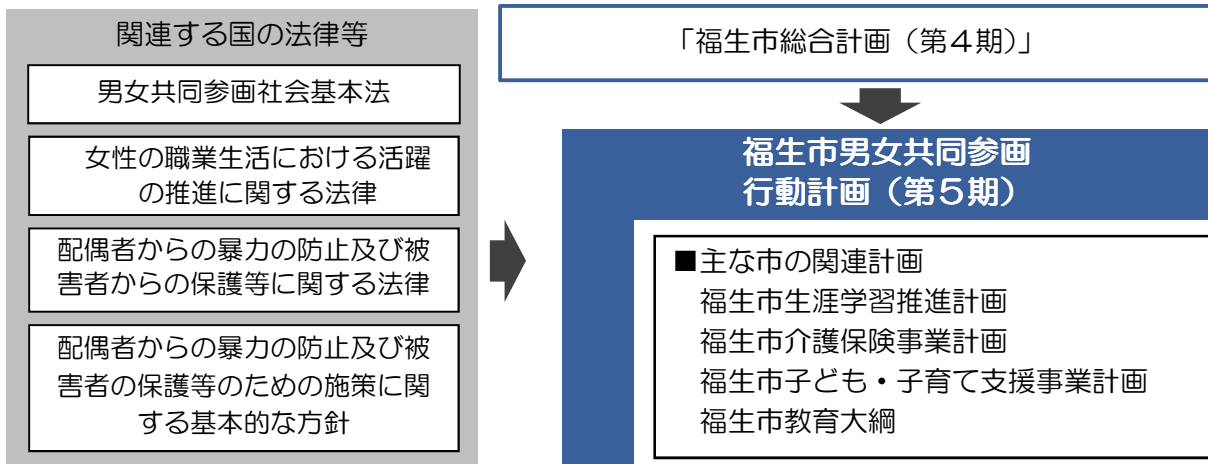 関連する国の法律等
男女共同参画社会基本法
女性の職業生活における活躍
の推進に関する法律
配偶者からの暴力の防止及び被
害者からの保護等に関する法律
配偶者からの暴力の防止及び被
害者の保護等のための施策に関
する基本的な方針
「福生市総合計画（第４期）」
福生市男女共同参画
行動計画（第５期）
■主な市の関連計画
福生市生涯学習推進計画
福生市介護保険事業計画
福生市子ども・子育て支援事業計画
福生市教育大綱